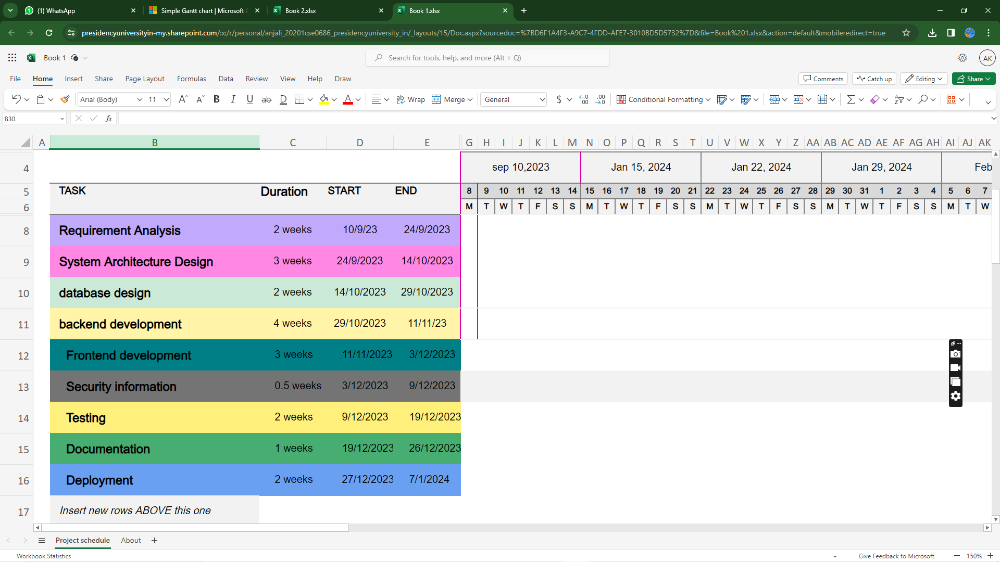 (1) WhatsApp
Simple Gantt chart | Microsoft
Book 2.xlsx
Book 1.xlsx
presidencyuniversityin-my.sharepoint.com/:x:/r/personal/anjali_20201cse0686_presidencyuniversity_in/_layouts/15/Doc.aspx?sourcedoc=%7BD6F1A4F3-A9C7-4FDD-AFE7-3010BD5D5732%7D&file=Book%201.xlsx&action=default&mobileredirect=true
Book 1
Search for tools, help, and more (Alt + Q)
AK
File Home Insert Share Page Layout Formulas Data Review View Help Draw
Comments Catch up Editing Share
Arial (Body) 11 A A B I U ab D A ab Wrap Merge General $ .00 .00 Conditional Formatting
B30 fx
A B C D E G H I J K L M N O P Q R S T U V W X Y Z AA AB AC AD AE AF AG AH AI AJ AK
4 sep 10,2023 Jan 15, 2024 Jan 22, 2024 Jan 29, 2024 Feb
5 TASK Duration START END 8 9 10 11 12 13 14 15 16 17 18 19 20 21 22 23 24 25 26 27 28 29 30 31 1 2 3 4 5 6 7
6 M T W T F S S M T W T F S S M T W T F S S M T W T F S S M T W
8 Requirement Analysis 2 weeks 10/9/23 24/9/2023
9 System Architecture Design 3 weeks 24/9/2023 14/10/2023
10 database design 2 weeks 14/10/2023 29/10/2023
11 backend development 4 weeks 29/10/2023 11/11/23
12 Frontend development 3 weeks 11/11/2023 3/12/2023
13 Security information 0.5 weeks 3/12/2023 9/12/2023
14 Testing 2 weeks 9/12/2023 19/12/2023
15 Documentation 1 weeks 19/12/2023 26/12/2023
16 Deployment 2 weeks 27/12/2023 7/1/2024
17 Insert new rows ABOVE this one
Project schedule About
Workbook Statistics Give Feedback to Microsoft 150%